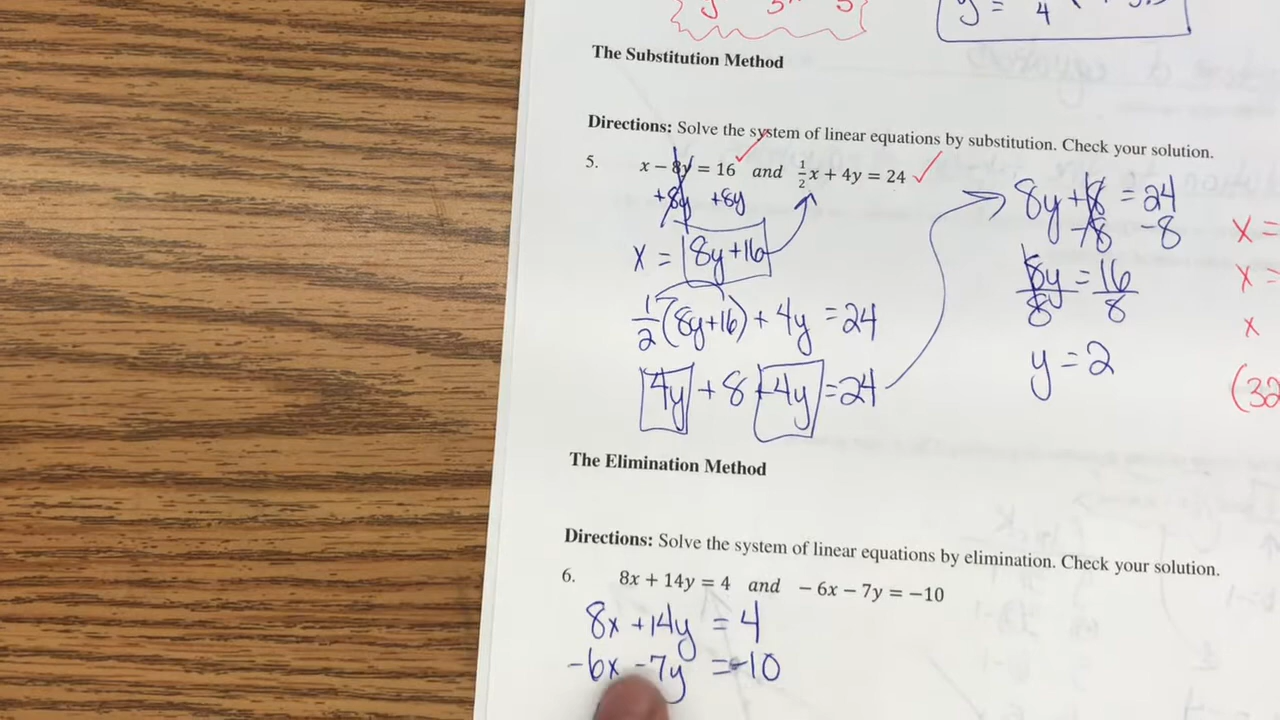 The Substitution Method
Directions: Solve the system of linear equations by substitution. Check your solution.
5. x − 8y = 16 and 1/2 x + 4y = 24
+8y +8y
x = 8y+16
1/2(8y+16) + 4y = 24
4y + 8 + 4y = 24
8y + 8 = 24
-8 -8
8y/8 = 16/8
y = 2
x =
x =
x
(32
The Elimination Method
Directions: Solve the system of linear equations by elimination. Check your solution.
6. 8x + 14y = 4 and − 6x − 7y = −10
8x + 14y = 4
-6x -7y = -10